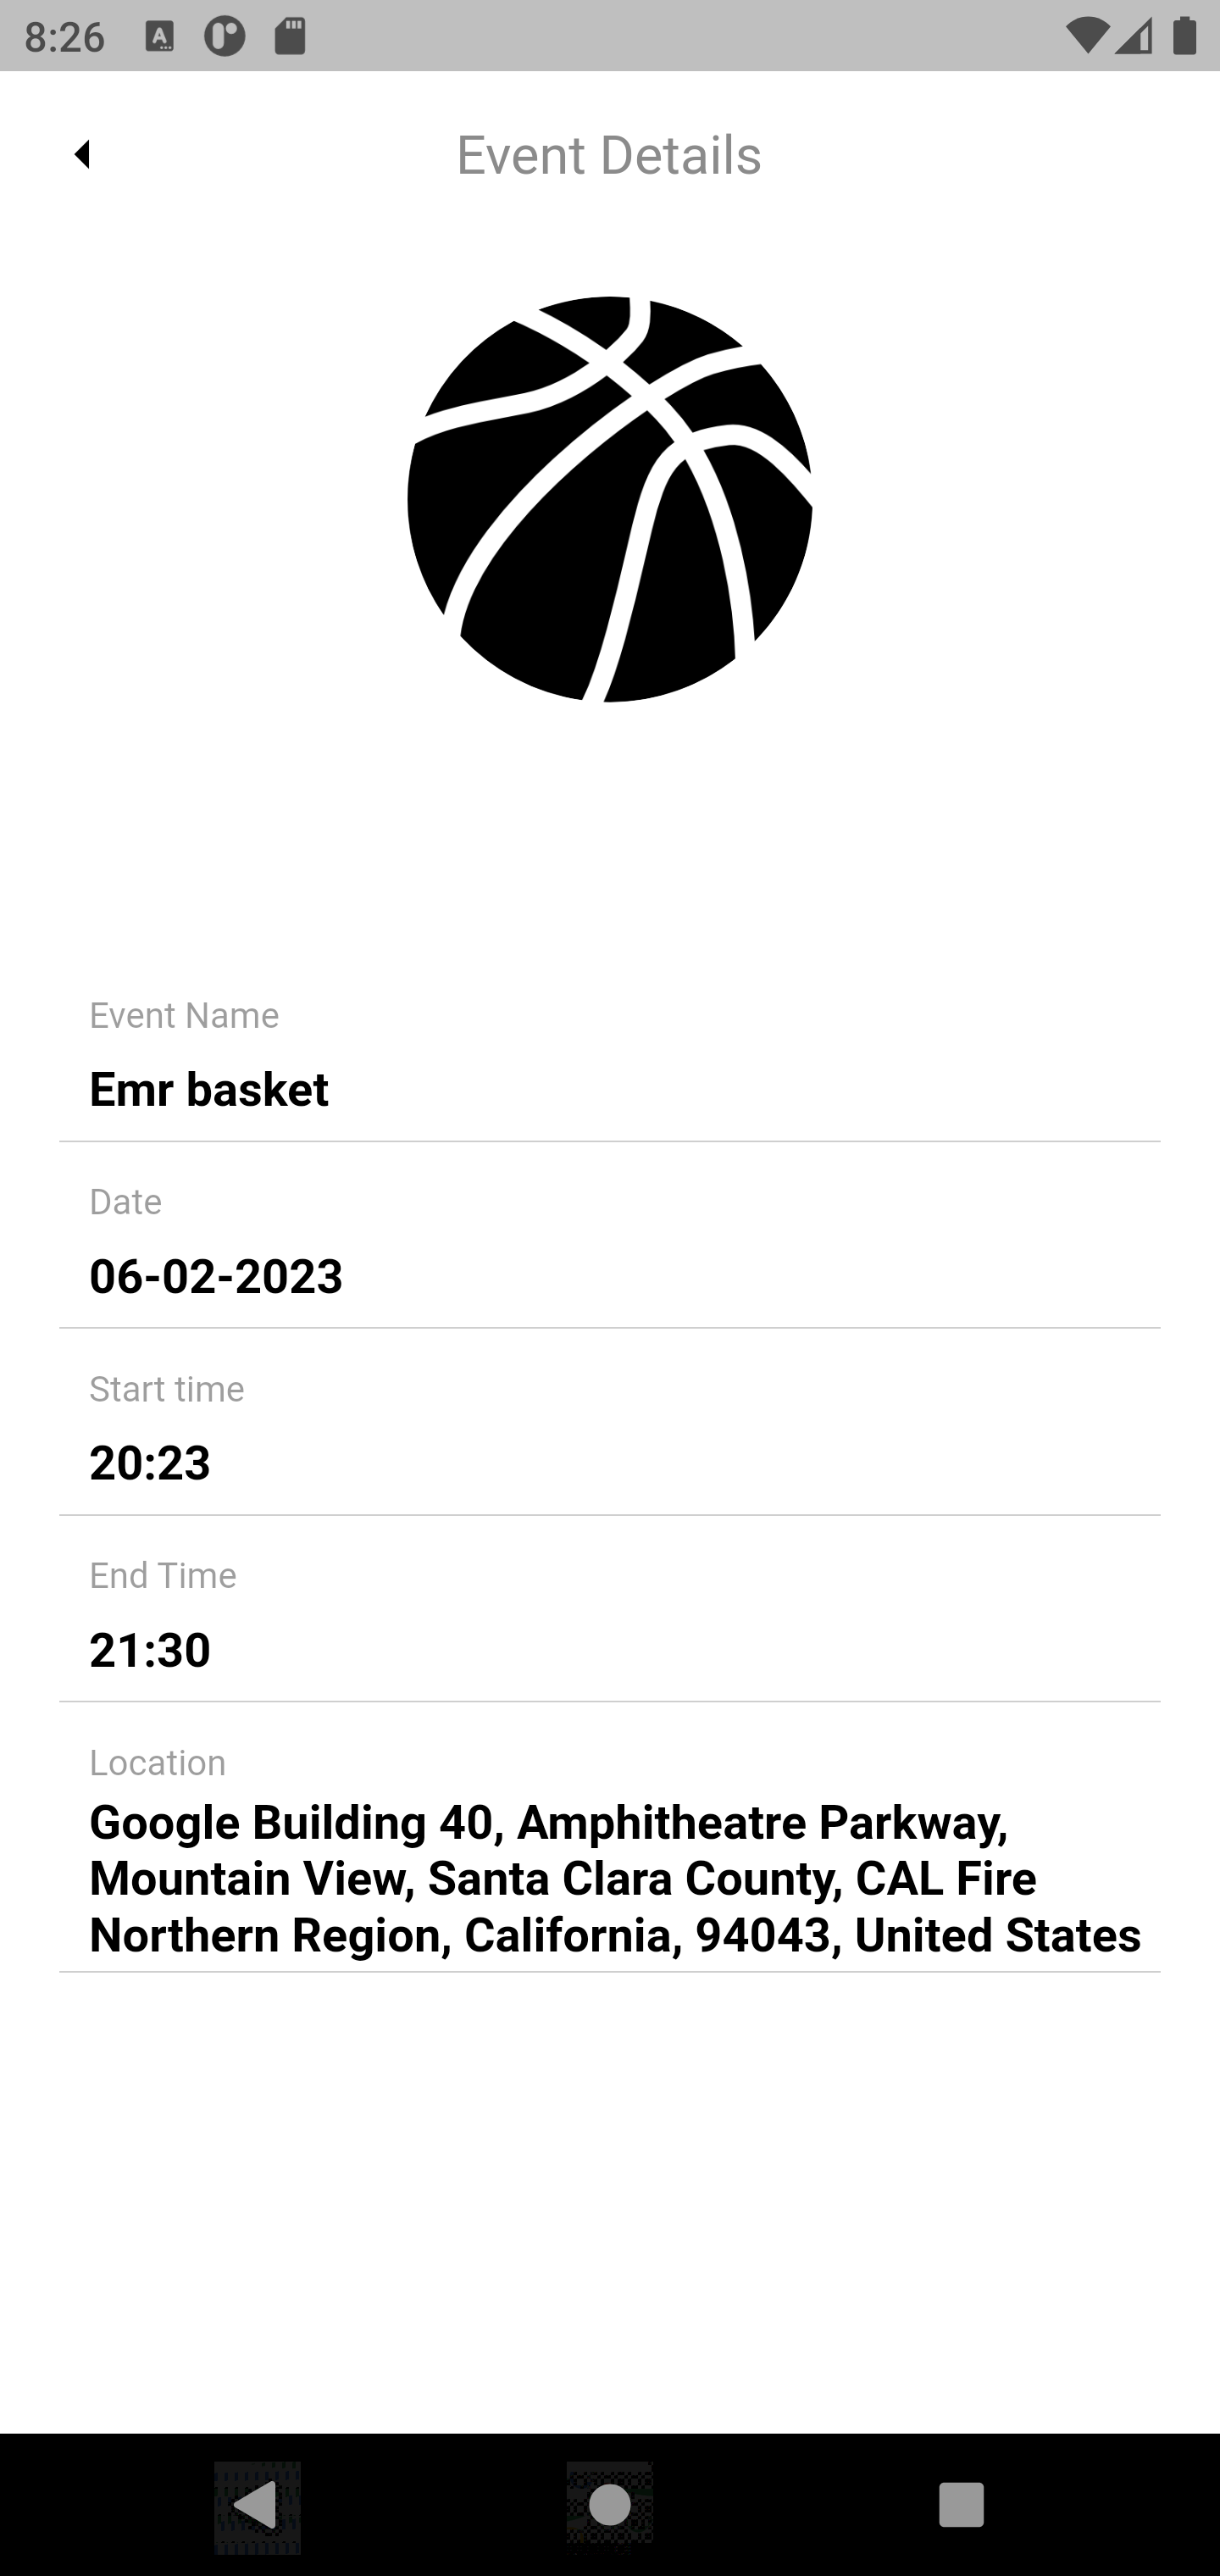 8:26
Event Details
Event Name
Emr basket
Date
06-02-2023
Start time
20:23
End Time
21:30
Location
Google Building 40, Amphitheatre Parkway,
Mountain View, Santa Clara County, CAL Fire
Northern Region, California, 94043, United States